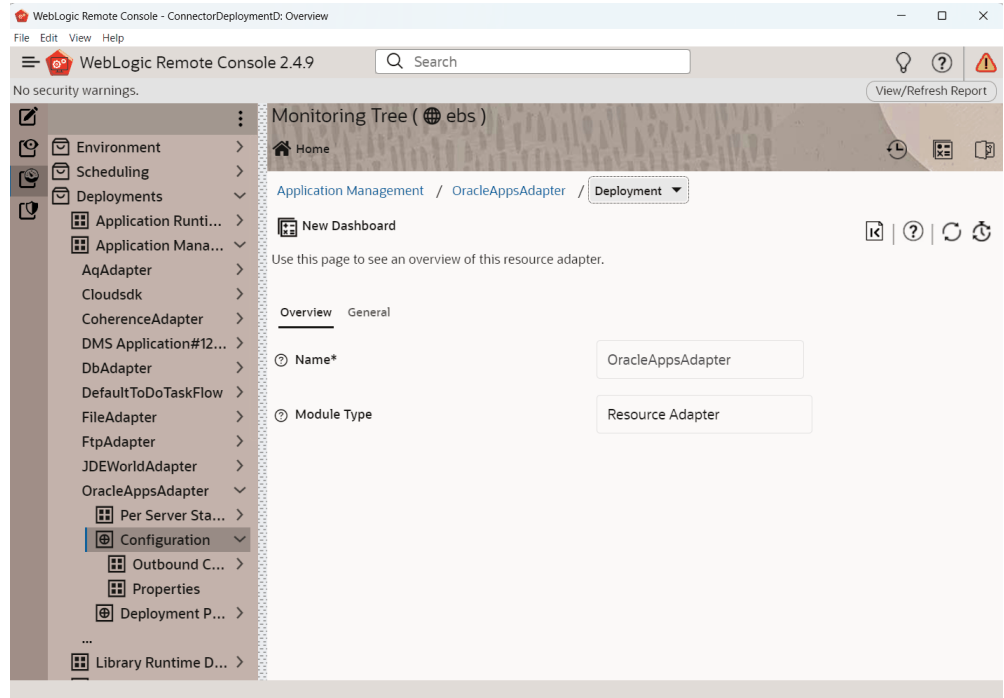 WebLogic Remote Console - ConnectorDeploymentD: Overview
File Edit View Help
WebLogic Remote Console 2.4.9
Search
No security warnings.
View/Refresh Report
Environment
Scheduling
Deployments
Application Runti...
Application Mana...
AqAdapter
Cloudsdk
CoherenceAdapter
DMS Application#12...
DbAdapter
DefaultToDoTaskFlow
FileAdapter
FtpAdapter
JDEWorldAdapter
OracleAppsAdapter
Per Server Sta...
Configuration
Outbound C...
Properties
Deployment P...
...
Library Runtime D...
Monitoring Tree ( ebs )
Home
Application Management / OracleAppsAdapter / Deployment
New Dashboard
Use this page to see an overview of this resource adapter.
Overview General
Name* OracleAppsAdapter
Module Type Resource Adapter